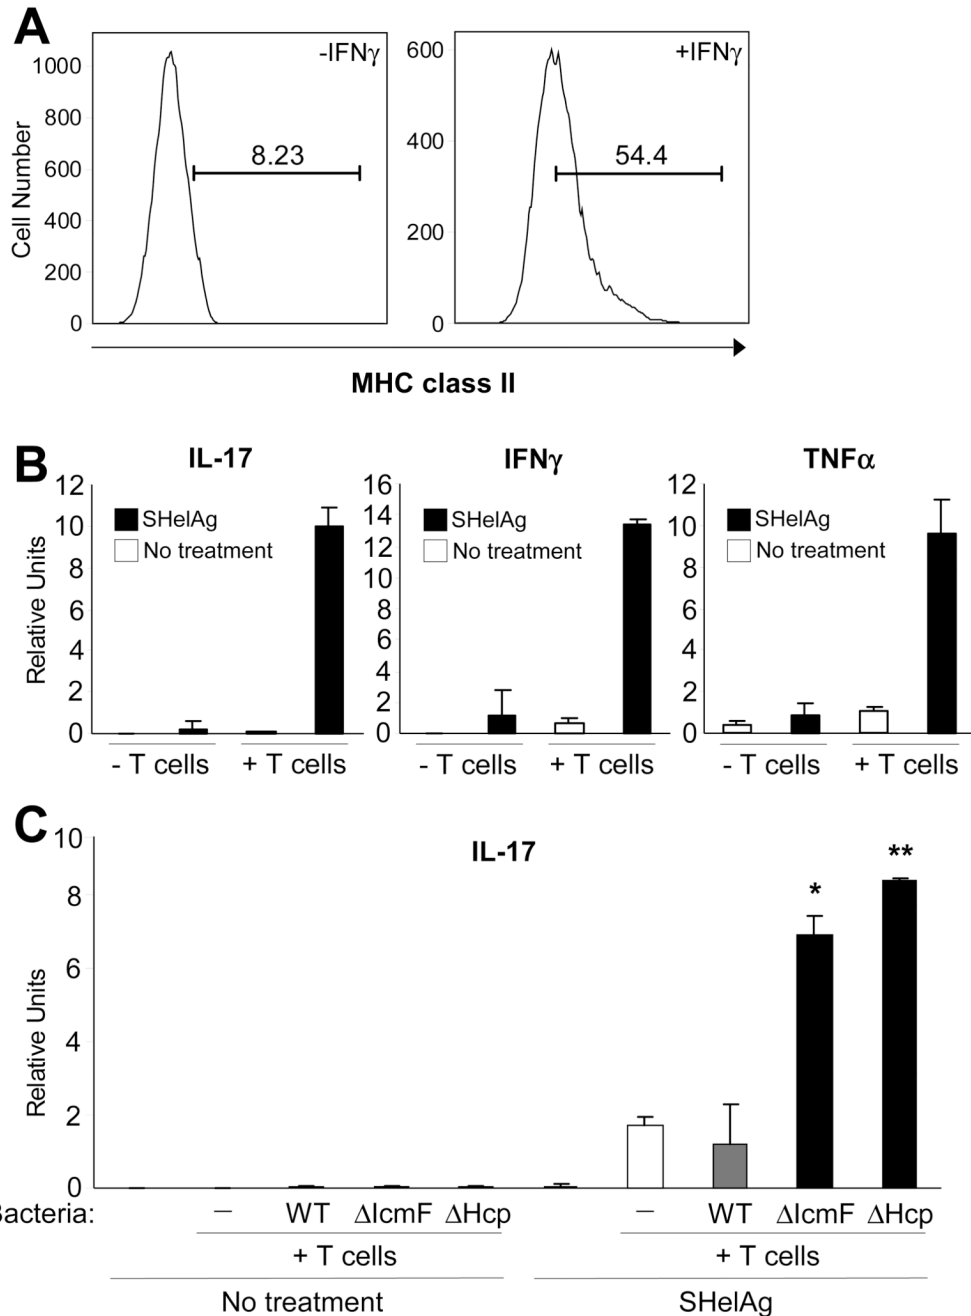 A
-IFNγ
+IFNγ
1000
800
600
400
200
0
Cell Number
8.23
600
400
200
0
54.4
MHC class II
B
IL-17
IFNγ
TNFα
12
10
8
6
4
2
0
Relative Units
SHelAg
No treatment
- T cells
+ T cells
16
14
12
10
8
6
4
2
0
SHelAg
No treatment
- T cells
+ T cells
12
10
8
6
4
2
0
SHelAg
No treatment
- T cells
+ T cells
C
IL-17
10
8
6
4
2
0
Relative Units
*
**
Bacteria:
– WT ΔIcmF ΔHcp
– WT ΔIcmF ΔHcp
+ T cells
+ T cells
No treatment
SHelAg